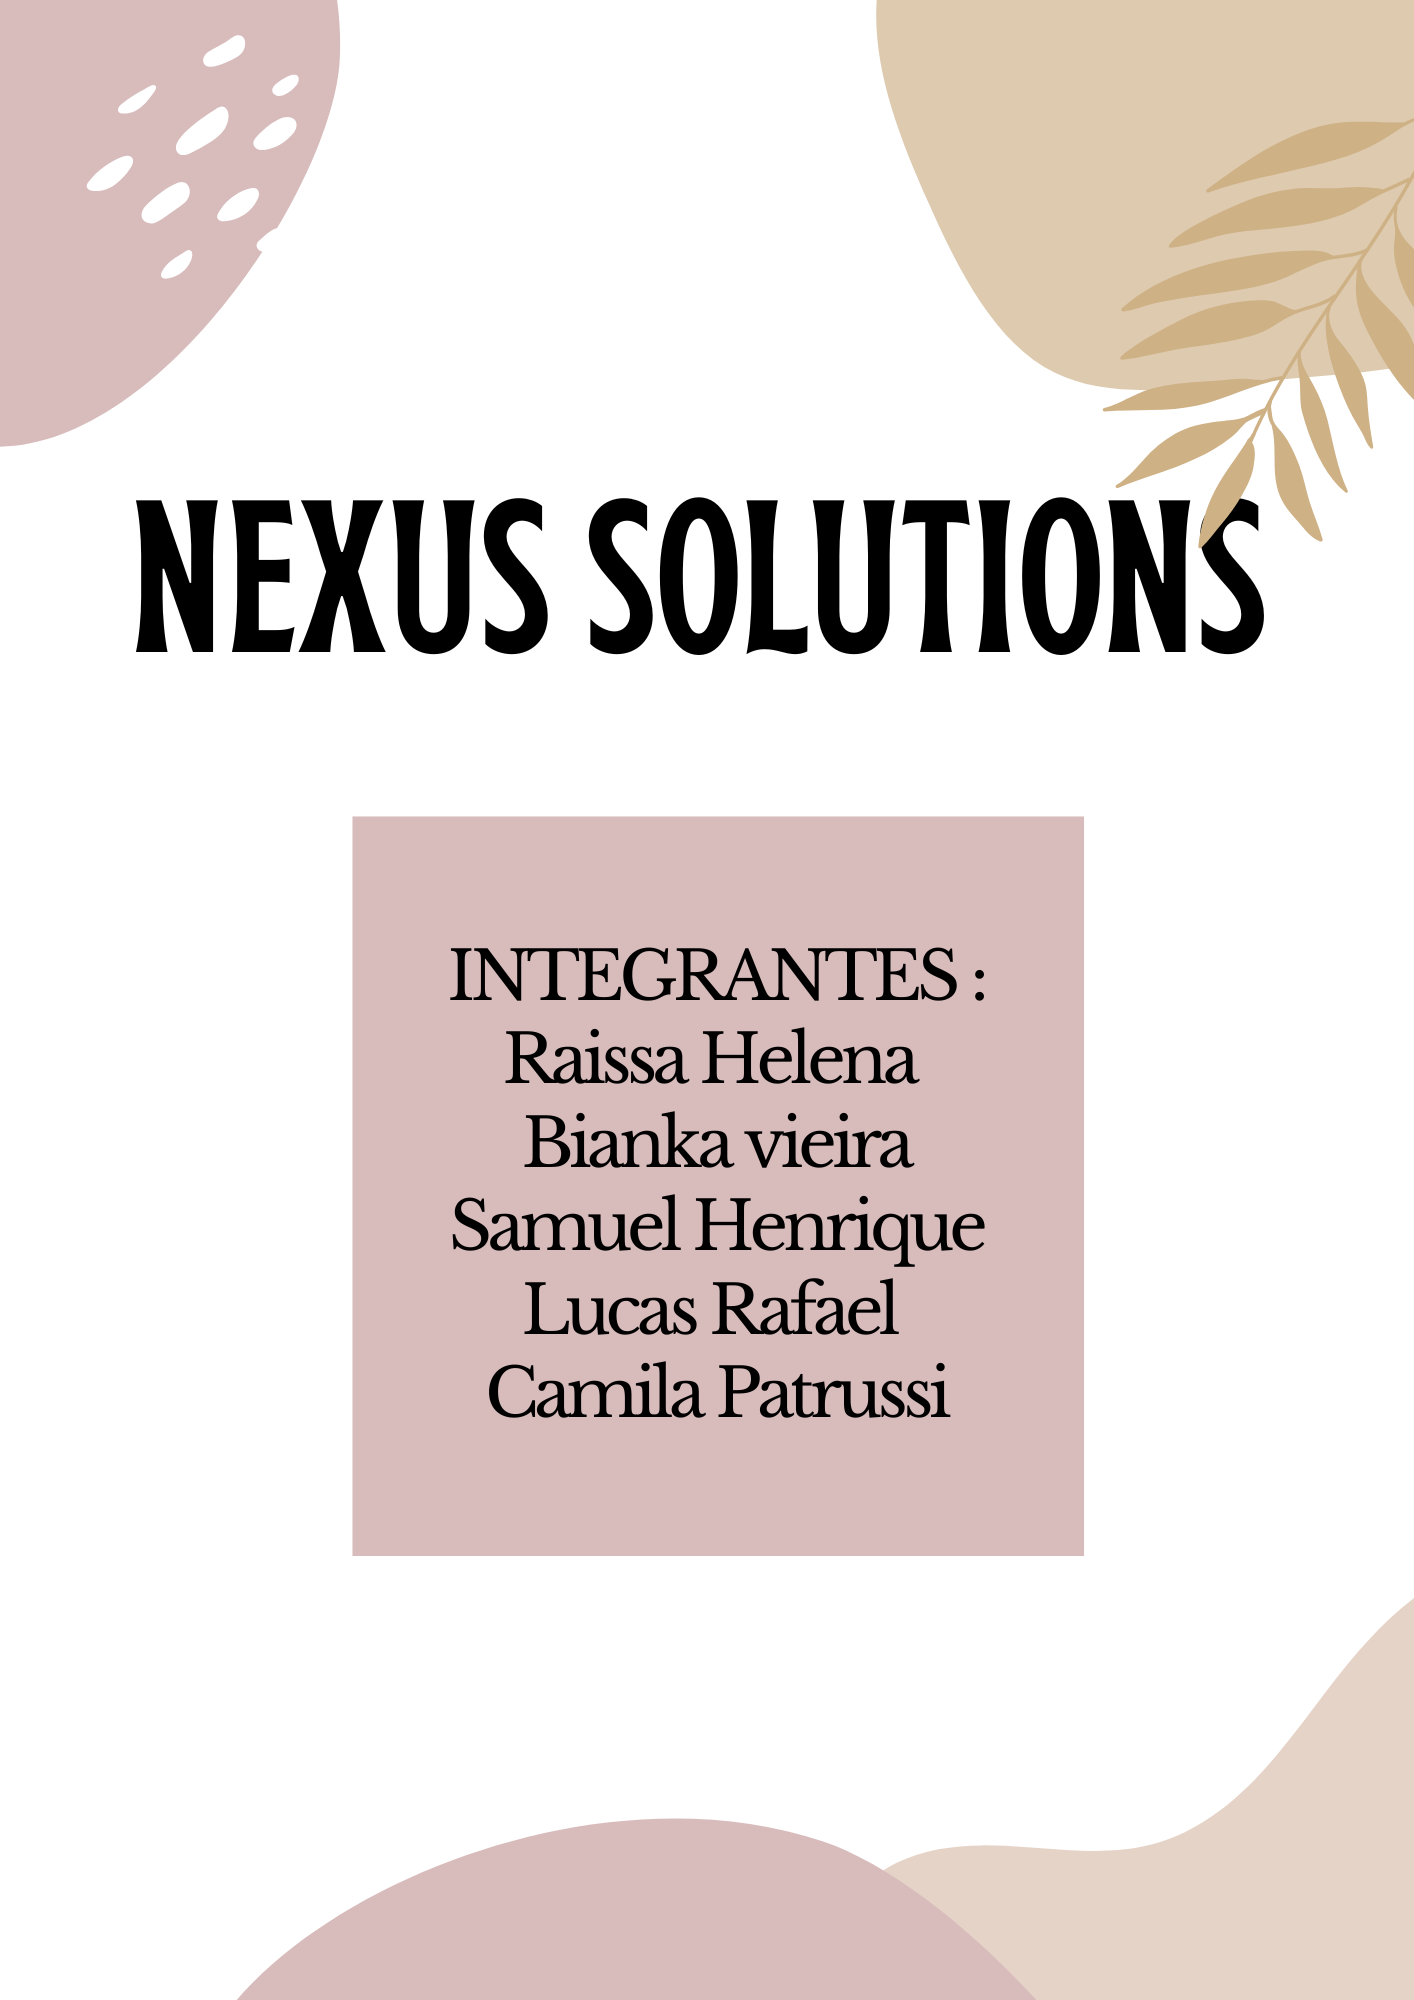 NEXUS SOLUTIONS
INTEGRANTES :
Raissa Helena
Bianka vieira
Samuel Henrique
Lucas Rafael
Camila Patrussi